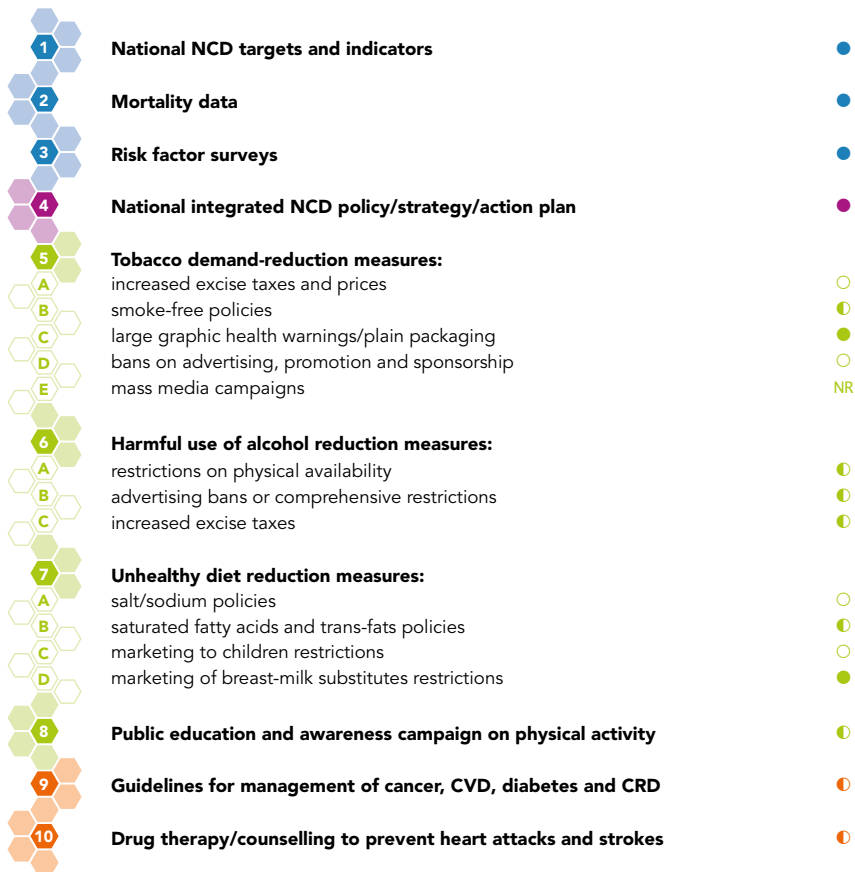 1 National NCD targets and indicators ●
2 Mortality data ●
3 Risk factor surveys ●
4 National integrated NCD policy/strategy/action plan ●
5 Tobacco demand-reduction measures:
A increased excise taxes and prices ○
B smoke-free policies ◐
C large graphic health warnings/plain packaging ●
D bans on advertising, promotion and sponsorship ○
E mass media campaigns NR
6 Harmful use of alcohol reduction measures:
A restrictions on physical availability ◐
B advertising bans or comprehensive restrictions ◐
C increased excise taxes ◐
7 Unhealthy diet reduction measures:
A salt/sodium policies ○
B saturated fatty acids and trans-fats policies ◐
C marketing to children restrictions ○
D marketing of breast-milk substitutes restrictions ●
8 Public education and awareness campaign on physical activity ◐
9 Guidelines for management of cancer, CVD, diabetes and CRD ◐
10 Drug therapy/counselling to prevent heart attacks and strokes ◐